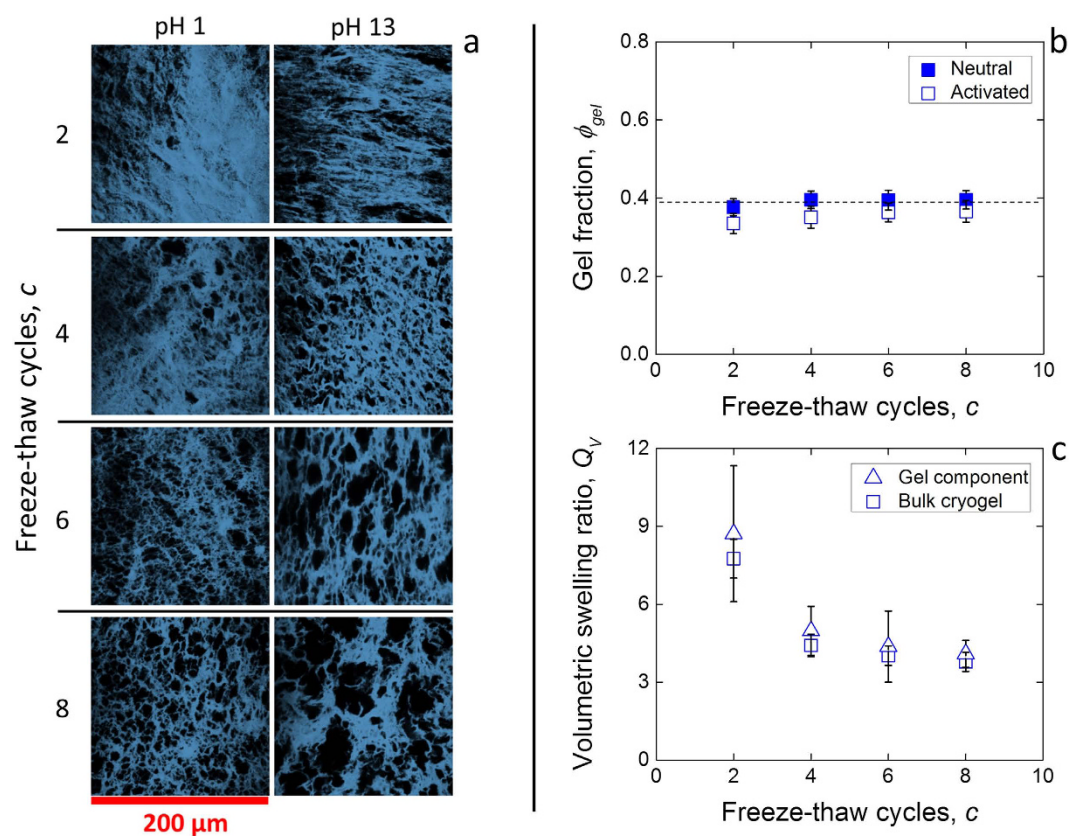 pH 1 pH 13
a
2
4
6
8
Freeze-thaw cycles, c
200 µm
b
0.8
0.6
0.4
0.2
0.0
Gel fraction, ϕgel
Neutral
Activated
0 2 4 6 8 10
Freeze-thaw cycles, c
c
12
9
6
3
0
Volumetric swelling ratio, QV
Gel component
Bulk cryogel
0 2 4 6 8 10
Freeze-thaw cycles, c